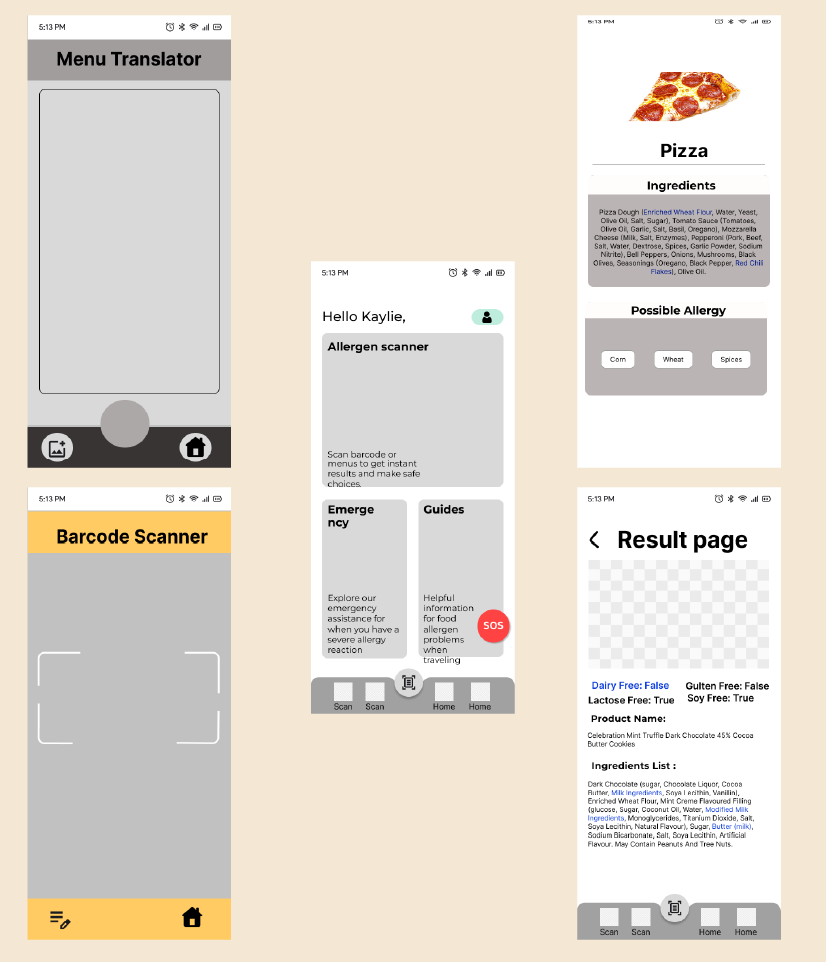 5:13 PM
Menu Translator
5:13 PM
Barcode Scanner
5:13 PM
Hello Kaylie,
Allergen scanner
Scan barcode or
menus to get instant
results and make safe
choices.
Emerge
ncy
Explore our
emergency
assistance for
when you have a
severe allergy
reaction
Guides
Helpful
information
for food
allergen
problems
when
traveling
SOS
Scan Scan Home Home
5:13 PM
Pizza
Ingredients
Pizza Dough (Enriched Wheat Flour, Water, Yeast,
Olive Oil, Salt, Sugar), Tomato Sauce (Tomatoes,
Olive Oil, Garlic, Salt, Basil, Oregano), Mozzarella
Cheese (Milk, Salt, Enzymes), Pepperoni (Pork, Beef,
Salt, Water, Dextrose, Spices, Garlic Powder, Sodium
Nitrite), Bell Peppers, Onions, Mushrooms, Black
Olives, Seasonings (Oregano, Black Pepper, Red Chili
Flakes), Olive Oil.
Possible Allergy
Corn Wheat Spices
5:13 PM
Result page
Dairy Free: False Gulten Free: False
Lactose Free: True Soy Free: True
Product Name:
Celebration Mint Truffle Dark Chocolate 45% Cocoa
Butter Cookies
Ingredients List :
Dark Chocolate (sugar, Chocolate Liquor, Cocoa
Butter, Milk Ingredients, Soya Lecithin, Vanillin),
Enriched Wheat Flour, Mint Creme Flavoured Filling
(glucose, Sugar, Coconut Oil, Water, Modified Milk
Ingredients, Monoglycerides, Titanium Dioxide, Salt,
Soya Lecithin, Natural Flavour), Sugar, Butter (milk),
Sodium Bicarbonate, Salt, Soya Lecithin, Artificial
Flavour. May Contain Peanuts And Tree Nuts.
Scan Scan Home Home